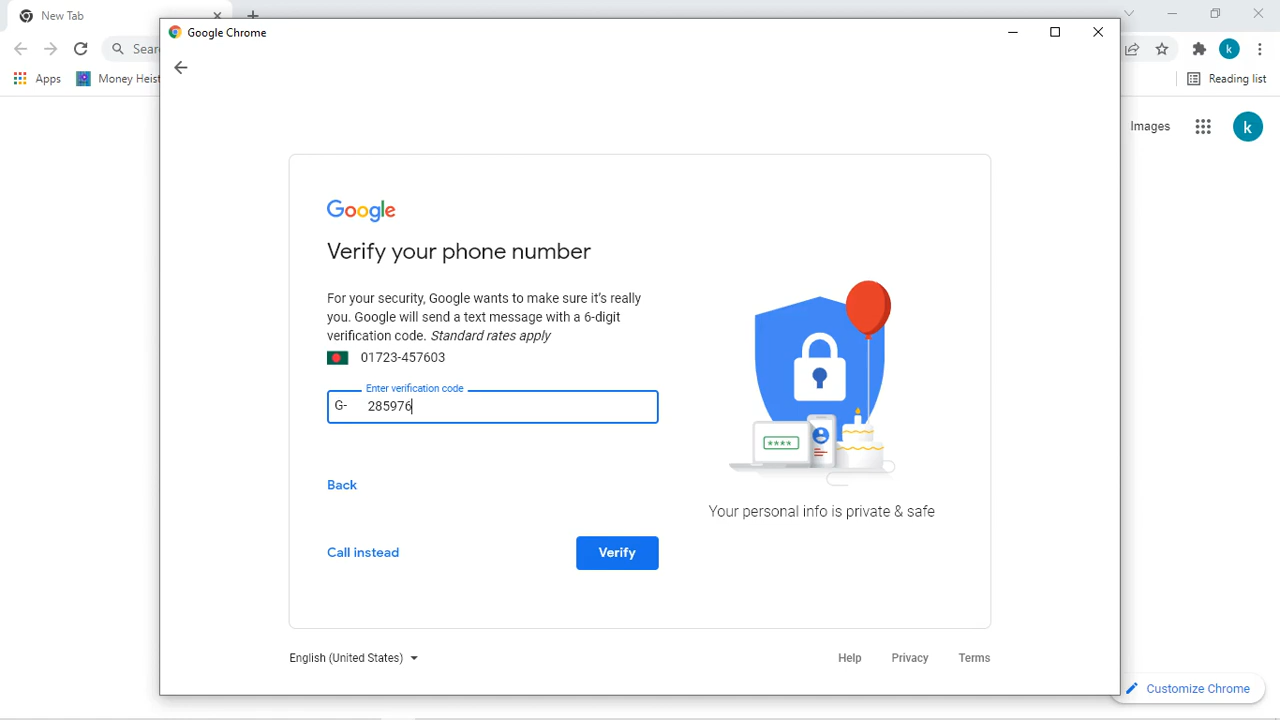 New Tab
Google Chrome
Sear
Apps
Money Heist
Reading list
Images
k
k
Google
Verify your phone number
For your security, Google wants to make sure it's really
you. Google will send a text message with a 6-digit
verification code. Standard rates apply
01723-457603
Enter verification code
G- 285976
****
Back
Your personal info is private & safe
Call instead
Verify
English (United States)
Help Privacy Terms
Customize Chrome